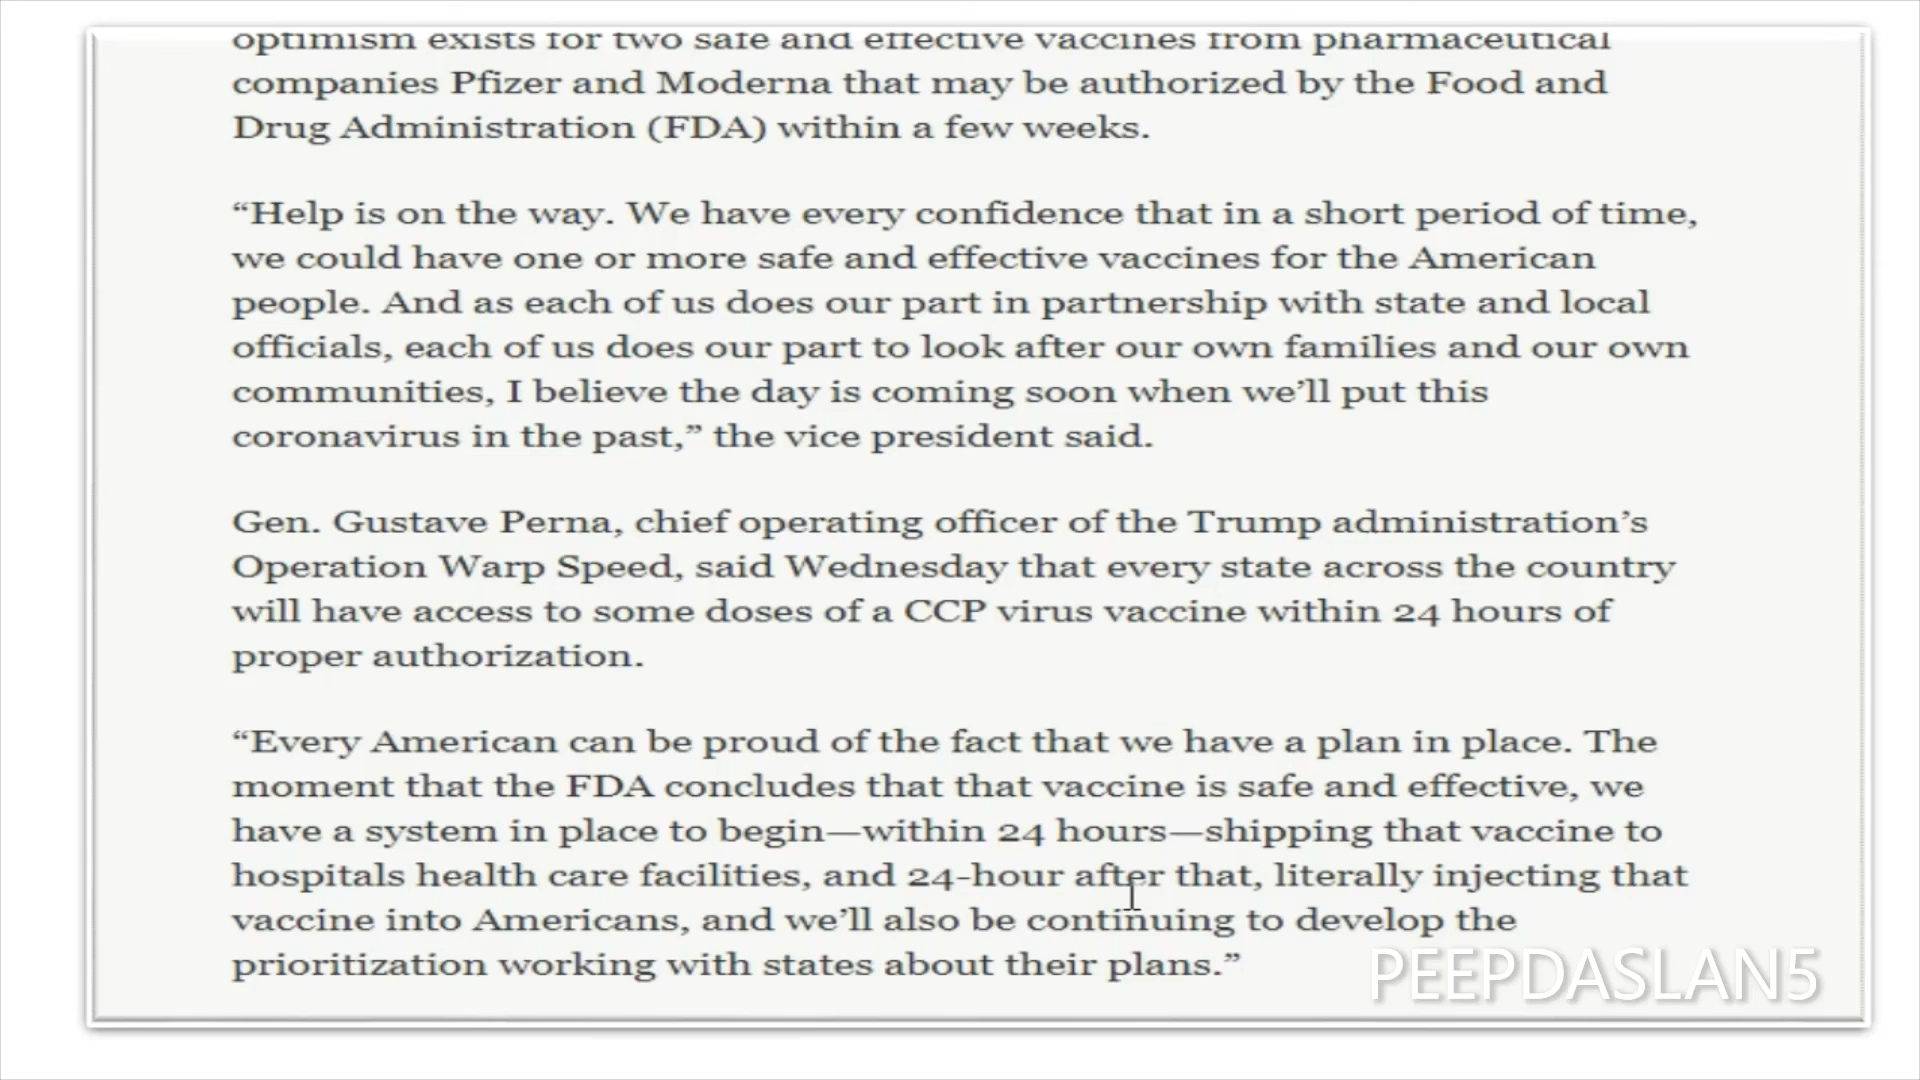 optimism exists for two safe and effective vaccines from pharmaceutical
companies Pfizer and Moderna that may be authorized by the Food and
Drug Administration (FDA) within a few weeks.
“Help is on the way. We have every confidence that in a short period of time,
we could have one or more safe and effective vaccines for the American
people. And as each of us does our part in partnership with state and local
officials, each of us does our part to look after our own families and our own
communities, I believe the day is coming soon when we’ll put this
coronavirus in the past,” the vice president said.
Gen. Gustave Perna, chief operating officer of the Trump administration’s
Operation Warp Speed, said Wednesday that every state across the country
will have access to some doses of a CCP virus vaccine within 24 hours of
proper authorization.
“Every American can be proud of the fact that we have a plan in place. The
moment that the FDA concludes that that vaccine is safe and effective, we
have a system in place to begin—within 24 hours—shipping that vaccine to
hospitals health care facilities, and 24-hour after that, literally injecting that
vaccine into Americans, and we’ll also be continuing to develop the
prioritization working with states about their plans.”
PEEPDASLAN5